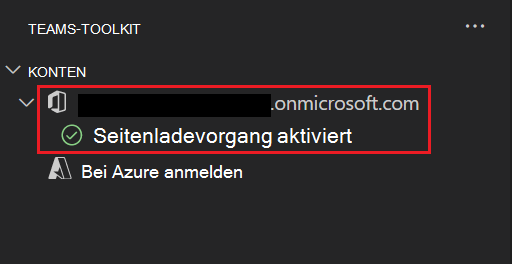 TEAMS-TOOLKIT
KONTEN
.onmicrosoft.com
Seitenladevorgang aktiviert
Bei Azure anmelden